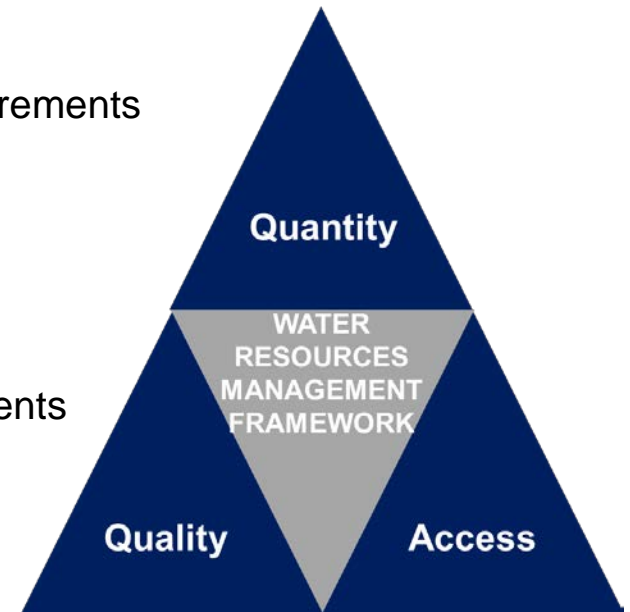 rements
Quantity
WATER
RESOURCES
MANAGEMENT
FRAMEWORK
ents
Quality
Access